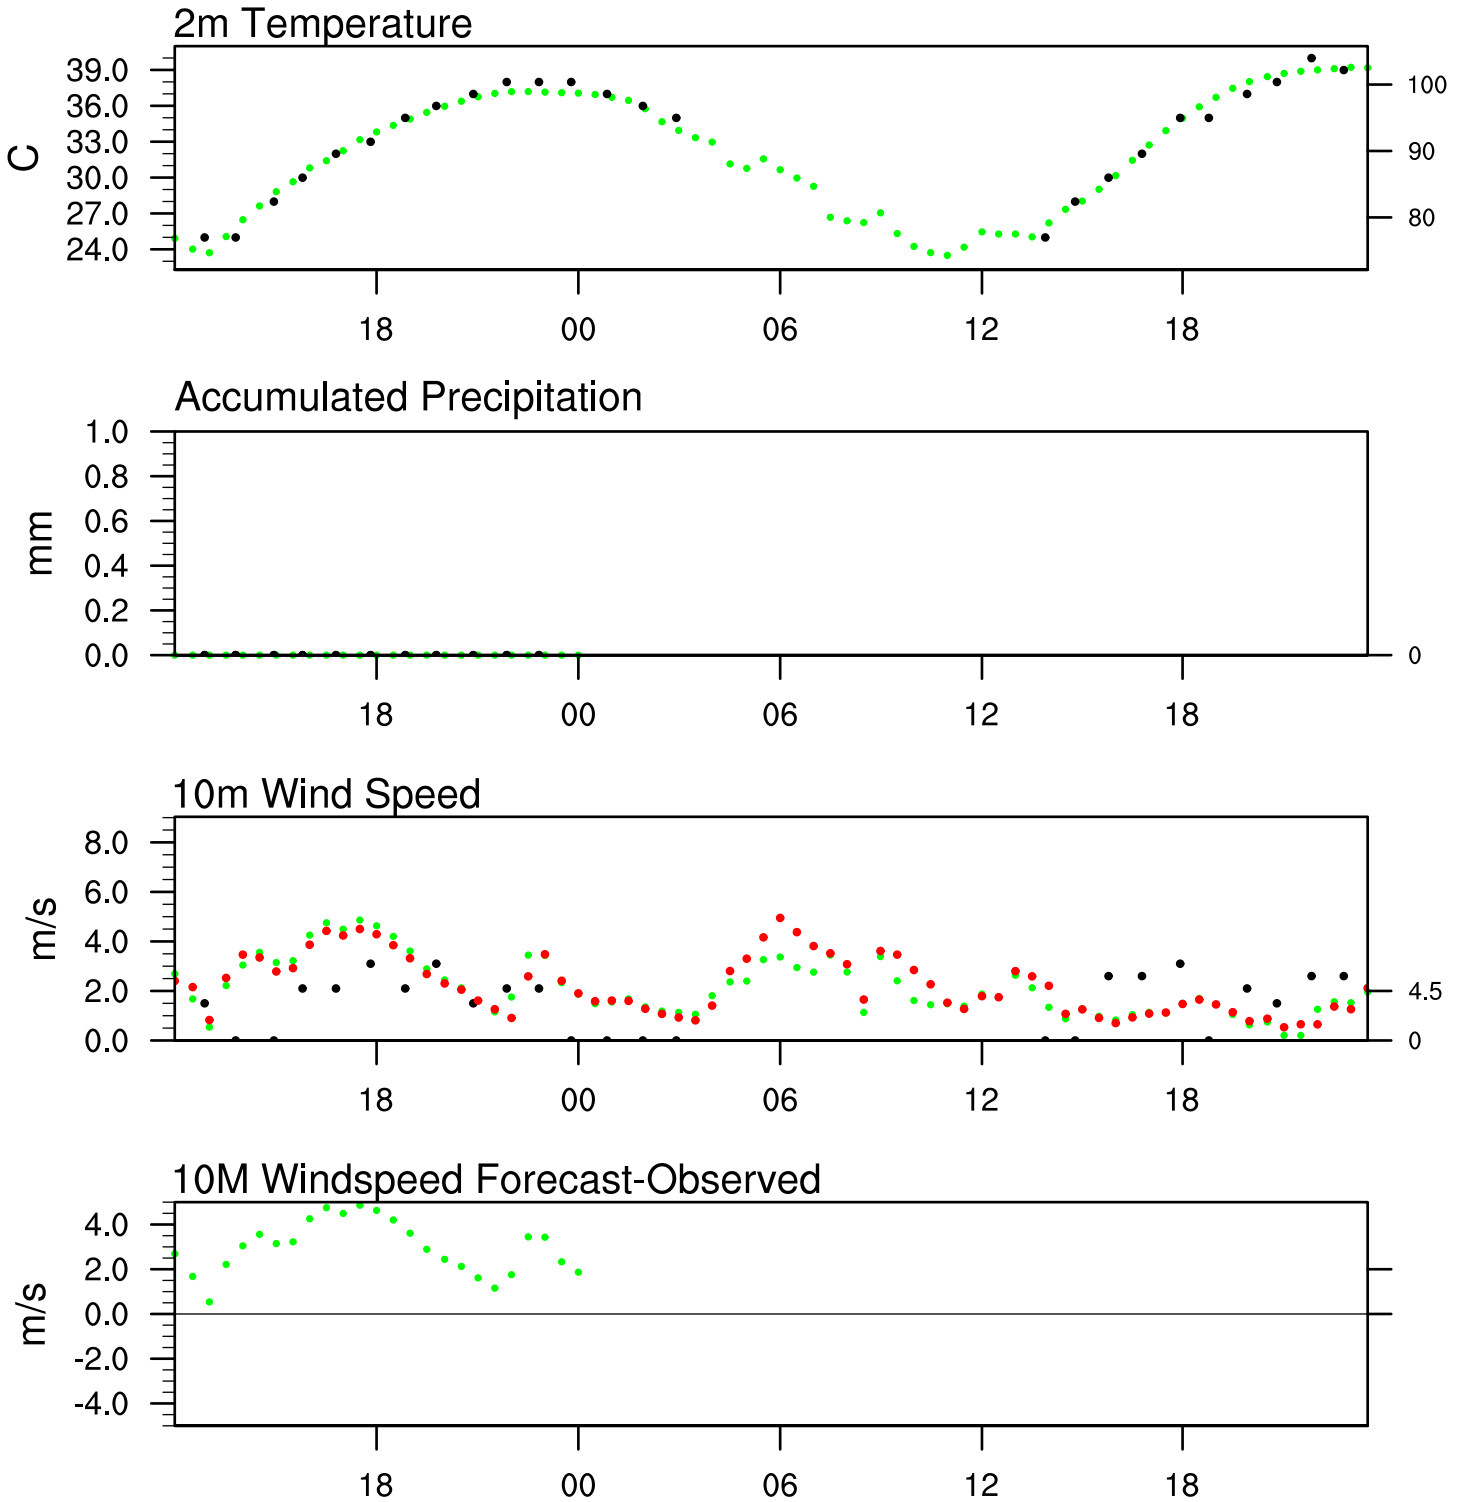 2m Temperature
39.0
36.0
33.0
30.0
27.0
24.0
C
100
90
80
18 00 06 12 18
Accumulated Precipitation
1.0
0.8
0.6
0.4
0.2
0.0
mm
0
18 00 06 12 18
10m Wind Speed
8.0
6.0
4.0
2.0
0.0
m/s
4.5
0
18 00 06 12 18
10M Windspeed Forecast-Observed
4.0
2.0
0.0
-2.0
-4.0
m/s
18 00 06 12 18